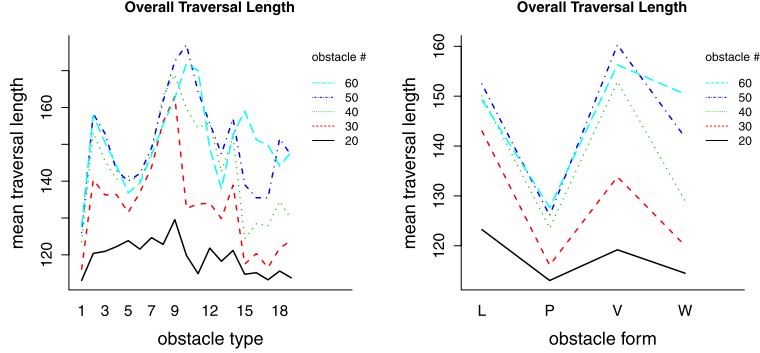 Overall Traversal Length
mean traversal length
120
140
160
1 3 5 7 9 12 15 18
obstacle type
obstacle #
60
50
40
30
20
Overall Traversal Length
mean traversal length
120
130
140
150
160
L P V W
obstacle form
obstacle #
60
50
40
30
20